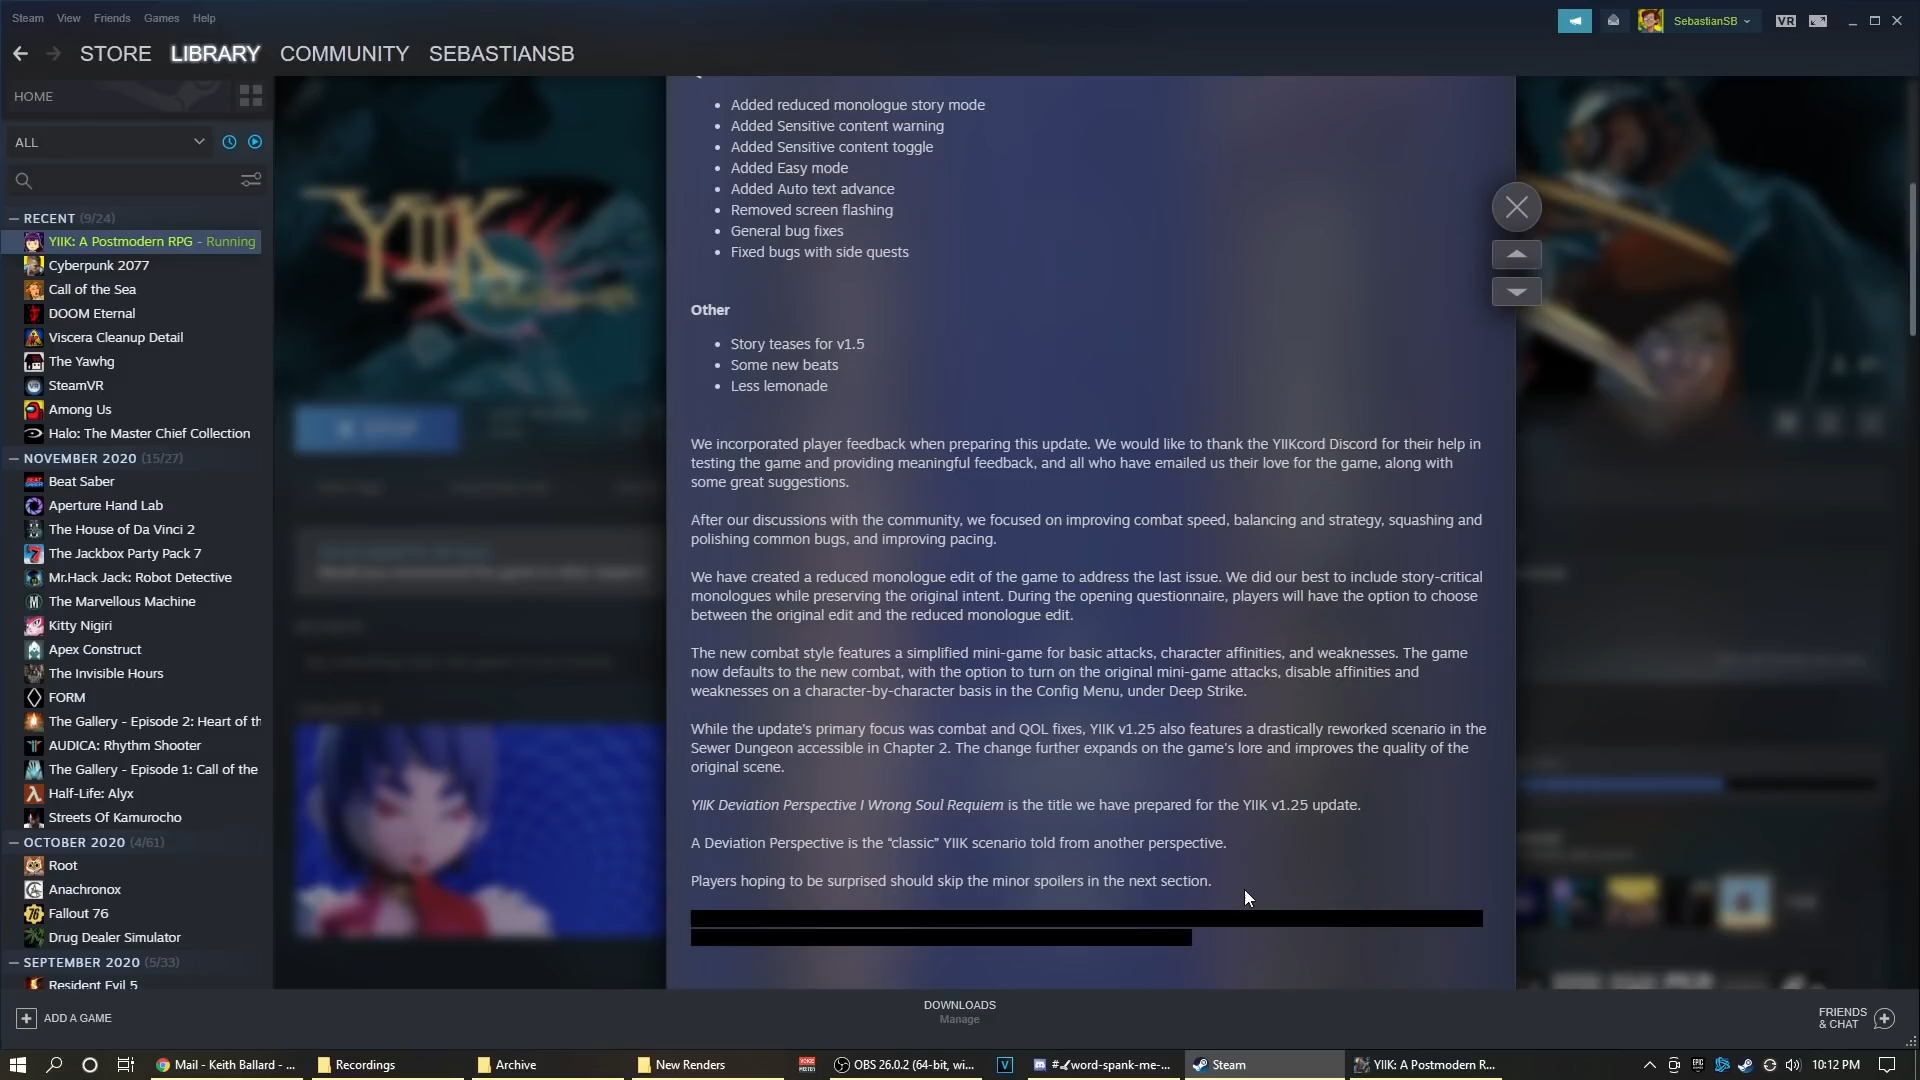 Steam View Friends Games Help
SebastianSB
VR
STORE LIBRARY COMMUNITY SEBASTIANSB
HOME
ALL
RECENT (9/24)
YIIK: A Postmodern RPG - Running
Cyberpunk 2077
Call of the Sea
DOOM Eternal
Viscera Cleanup Detail
The Yawhg
SteamVR
Among Us
Halo: The Master Chief Collection
NOVEMBER 2020 (15/27)
Beat Saber
Aperture Hand Lab
The House of Da Vinci 2
The Jackbox Party Pack 7
Mr.Hack Jack: Robot Detective
The Marvellous Machine
Kitty Nigiri
Apex Construct
The Invisible Hours
FORM
The Gallery - Episode 2: Heart of th
AUDICA: Rhythm Shooter
The Gallery - Episode 1: Call of the
Half-Life: Alyx
Streets Of Kamurocho
OCTOBER 2020 (4/61)
Root
Anachronox
Fallout 76
Drug Dealer Simulator
SEPTEMBER 2020 (5/33)
Resident Evil 5
YIIK
• Added reduced monologue story mode
• Added Sensitive content warning
• Added Sensitive content toggle
• Added Easy mode
• Added Auto text advance
• Removed screen flashing
• General bug fixes
• Fixed bugs with side quests
Other
• Story teases for v1.5
• Some new beats
• Less lemonade
We incorporated player feedback when preparing this update. We would like to thank the YIIKcord Discord for their help in
testing the game and providing meaningful feedback, and all who have emailed us their love for the game, along with
some great suggestions.
After our discussions with the community, we focused on improving combat speed, balancing and strategy, squashing and
polishing common bugs, and improving pacing.
We have created a reduced monologue edit of the game to address the last issue. We did our best to include story-critical
monologues while preserving the original intent. During the opening questionnaire, players will have the option to choose
between the original edit and the reduced monologue edit.
The new combat style features a simplified mini-game for basic attacks, character affinities, and weaknesses. The game
now defaults to the new combat, with the option to turn on the original mini-game attacks, disable affinities and
weaknesses on a character-by-character basis in the Config Menu, under Deep Strike.
While the update's primary focus was combat and QOL fixes, YIIK v1.25 also features a drastically reworked scenario in the
Sewer Dungeon accessible in Chapter 2. The change further expands on the game's lore and improves the quality of the
original scene.
YIIK Deviation Perspective I Wrong Soul Requiem is the title we have prepared for the YIIK v1.25 update.
A Deviation Perspective is the “classic” YIIK scenario told from another perspective.
Players hoping to be surprised should skip the minor spoilers in the next section.
ADD A GAME
DOWNLOADS
Manage
FRIENDS
& CHAT
Mail - Keith Ballard - ...
Recordings
Archive
New Renders
OBS 26.0.2 (64-bit, wi...
word-spank-me-...
Steam
YIIK: A Postmodern R...
10:12 PM